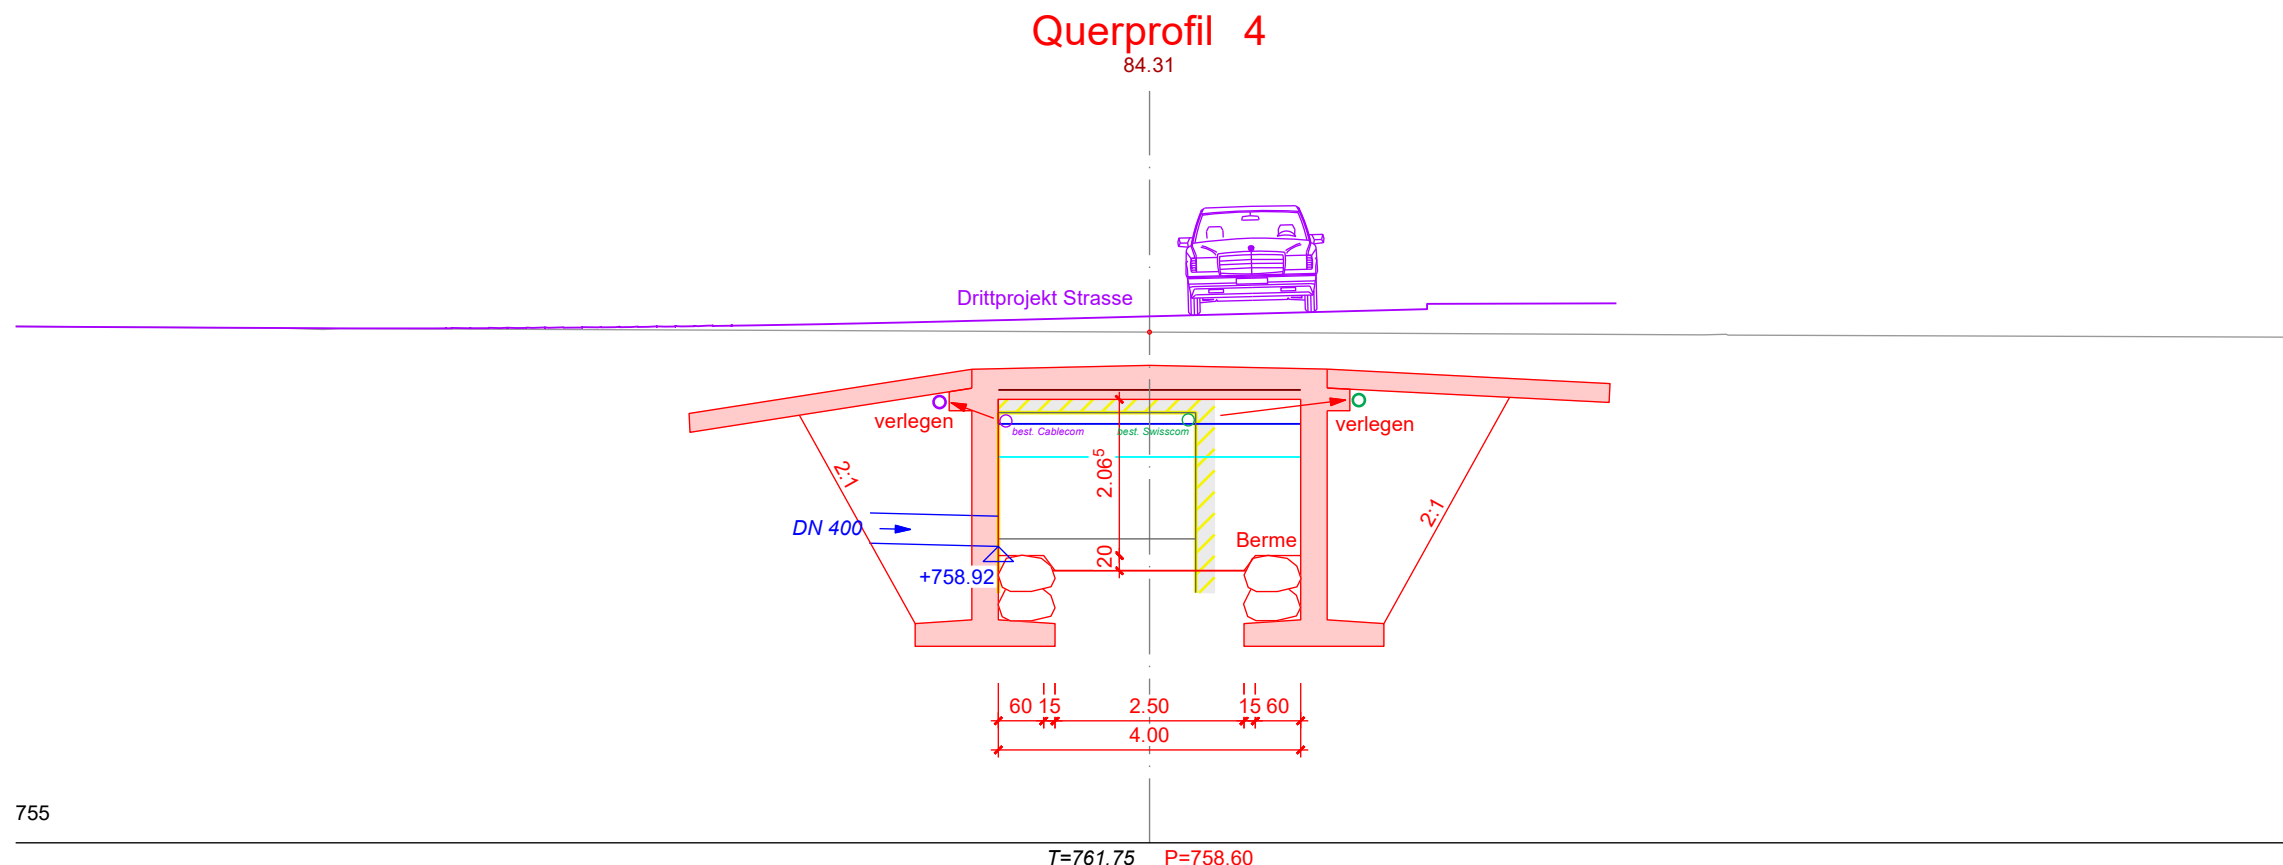 Querprofil 4
84.31
Drittprojekt Strasse
verlegen
best. Cablecom
best. Swisscom
verlegen
2:1
2.06⁵
2:1
DN 400
Berme
20
+758.92
60 15 2.50 15 60
4.00
755
T=761.75 P=758.60